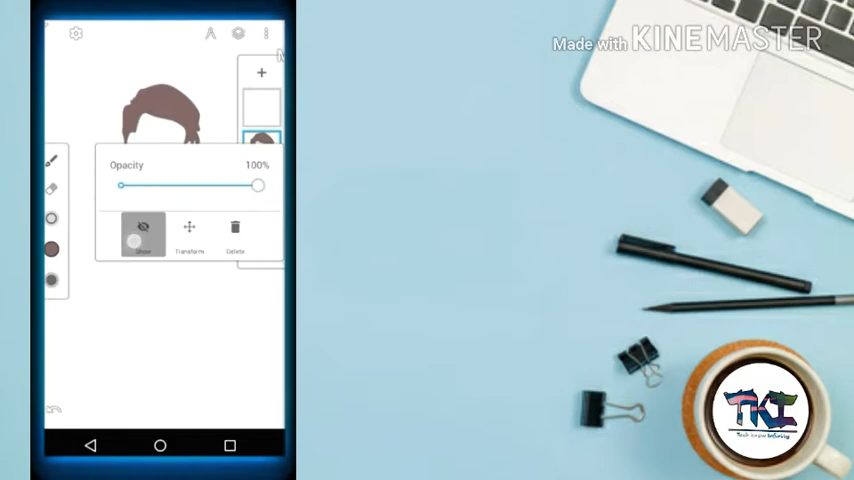 Made with KINEMASTER
Opacity 100%
Show Transform Delete
TKI